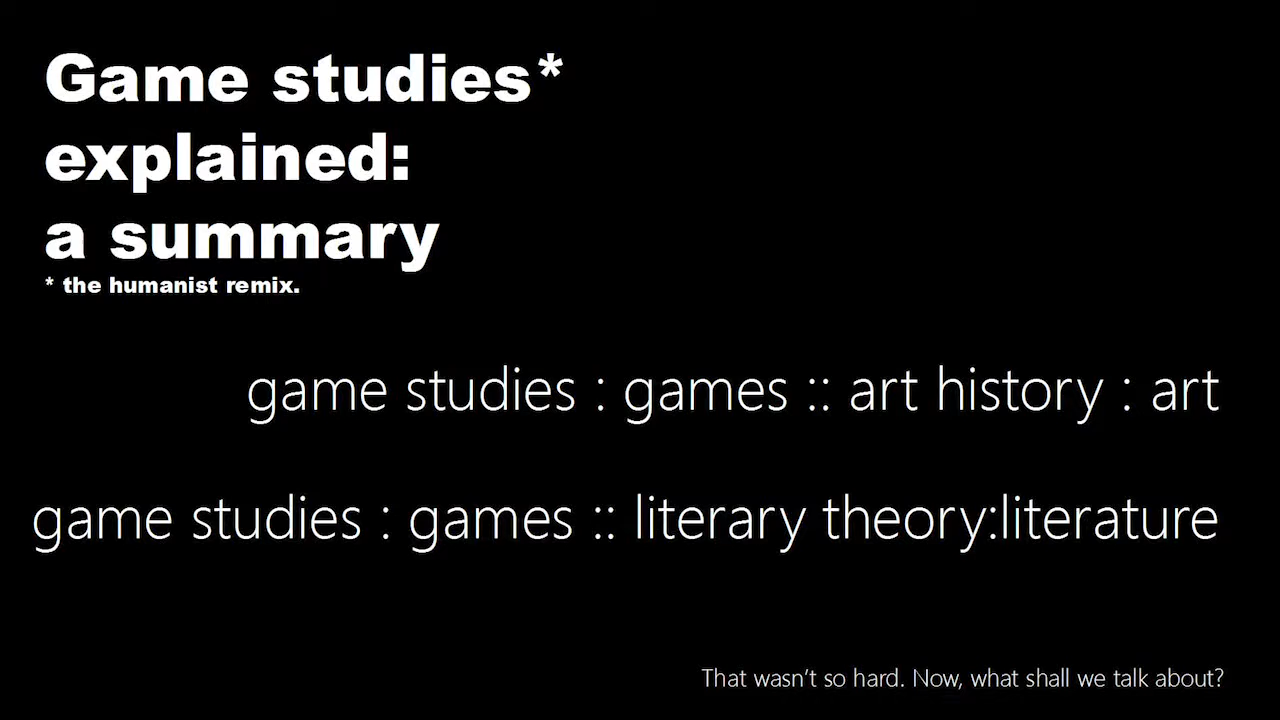 Game studies*
explained:
a summary
* the humanist remix.
game studies : games :: art history : art
game studies : games :: literary theory:literature
That wasn't so hard. Now, what shall we talk about?